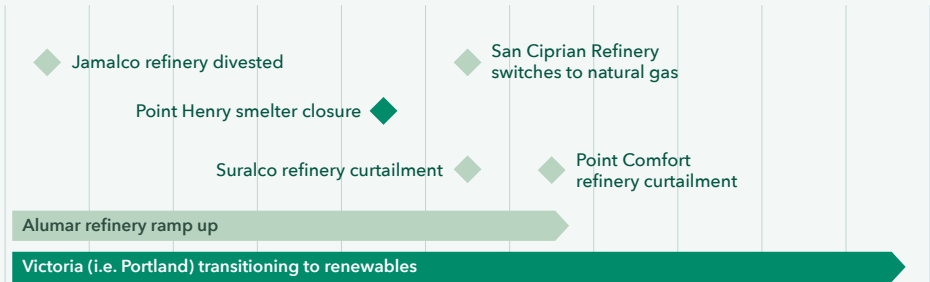 Jamalco refinery divested
San Ciprian Refinery
switches to natural gas
Point Henry smelter closure
Suralco refinery curtailment
Point Comfort
refinery curtailment
Alumar refinery ramp up
Victoria (i.e. Portland) transitioning to renewables